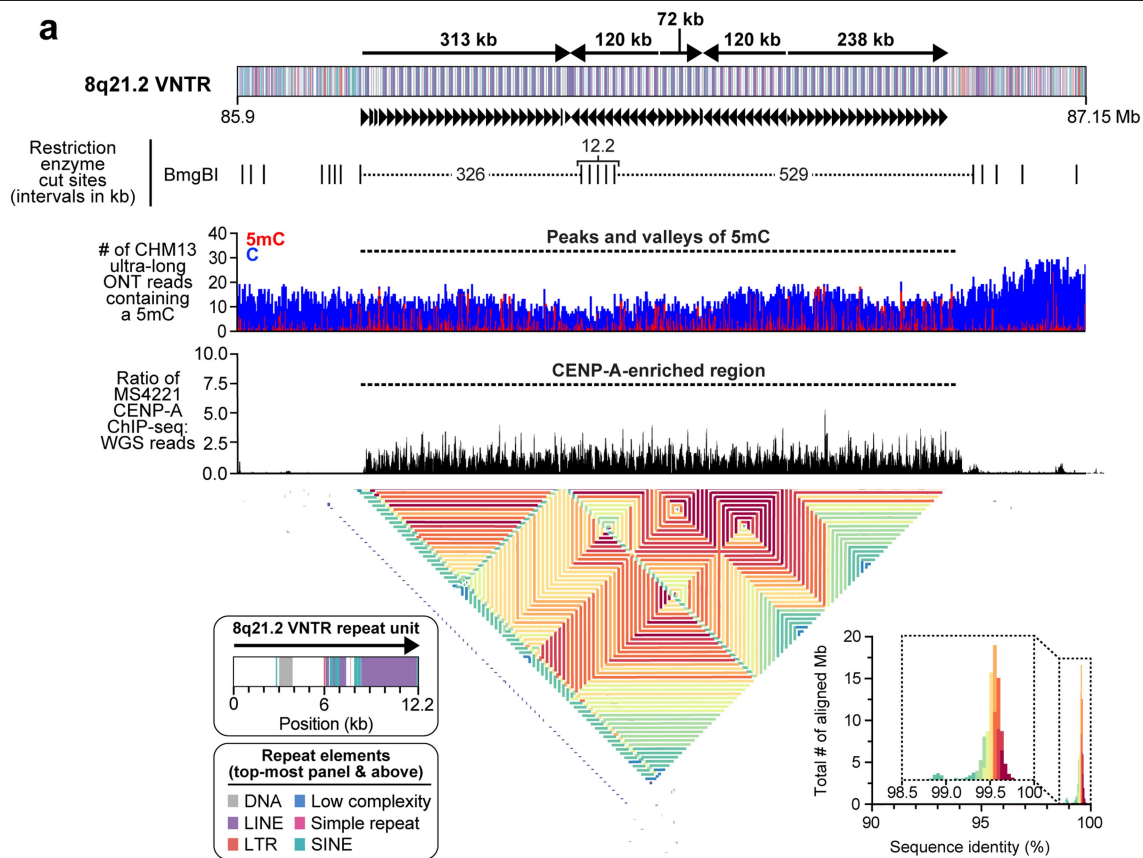 a
72 kb
313 kb 120 kb 120 kb 238 kb
8q21.2 VNTR
85.9 87.15 Mb
Restriction
enzyme
cut sites
(intervals in kb)
BmgBI
12.2
326 529
# of CHM13
ultra-long
ONT reads
containing
a 5mC
40
30
20
10
0
5mC
C
Peaks and valleys of 5mC
Ratio of
MS4221
CENP-A
ChIP-seq:
WGS reads
10.0
7.5
5.0
2.5
0.0
CENP-A-enriched region
8q21.2 VNTR repeat unit
0 6 12.2
Position (kb)
Repeat elements
(top-most panel & above)
DNA Low complexity
LINE Simple repeat
LTR SINE
Total # of aligned Mb
20
15
10
5
0
98.5 99.0 99.5 100
90 95 100
Sequence identity (%)